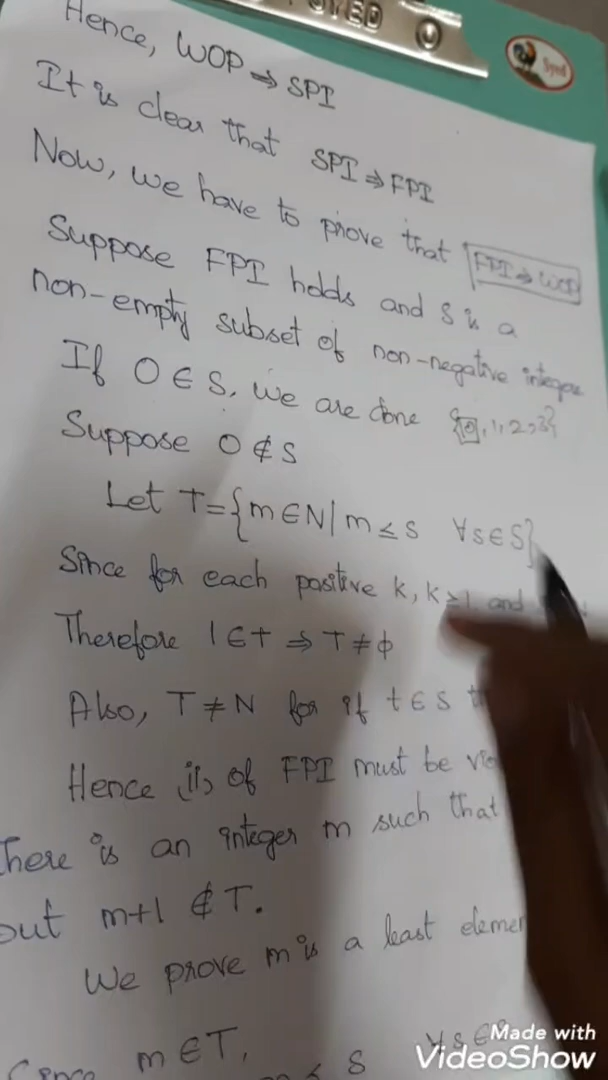 Syed
Hence, WOP ⇒ SPI
It is clear that SPI ⇒ FPI
Now, we have to prove that FPI ⇒ WOP
Suppose FPI holds and S is a
non-empty subset of non-negative integers
If 0 ∈ S, we are done {0,1,2,3}
Suppose 0 ∉ S
Let T={m∈N| m ≤ s ∀s∈S}
Since for each positive k, k≥1 and
Therefore 1∈T ⇒ T ≠ ϕ
Also, T ≠ N for if t ∈ S
Hence (ii) of FPI must be
There is an integer m such that
but m+1 ∉ T.
We prove m is a least
Since m∈T, s
Made with
VideoShow